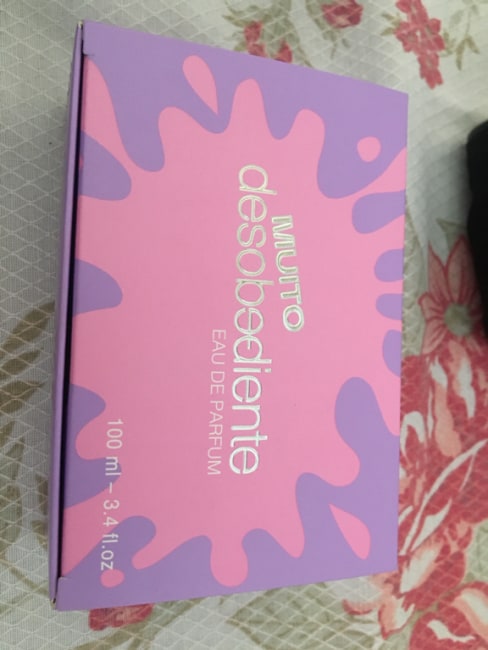 MUITO
desobediente
EAU DE PARFUM
100 ml – 3.4 fl.oz